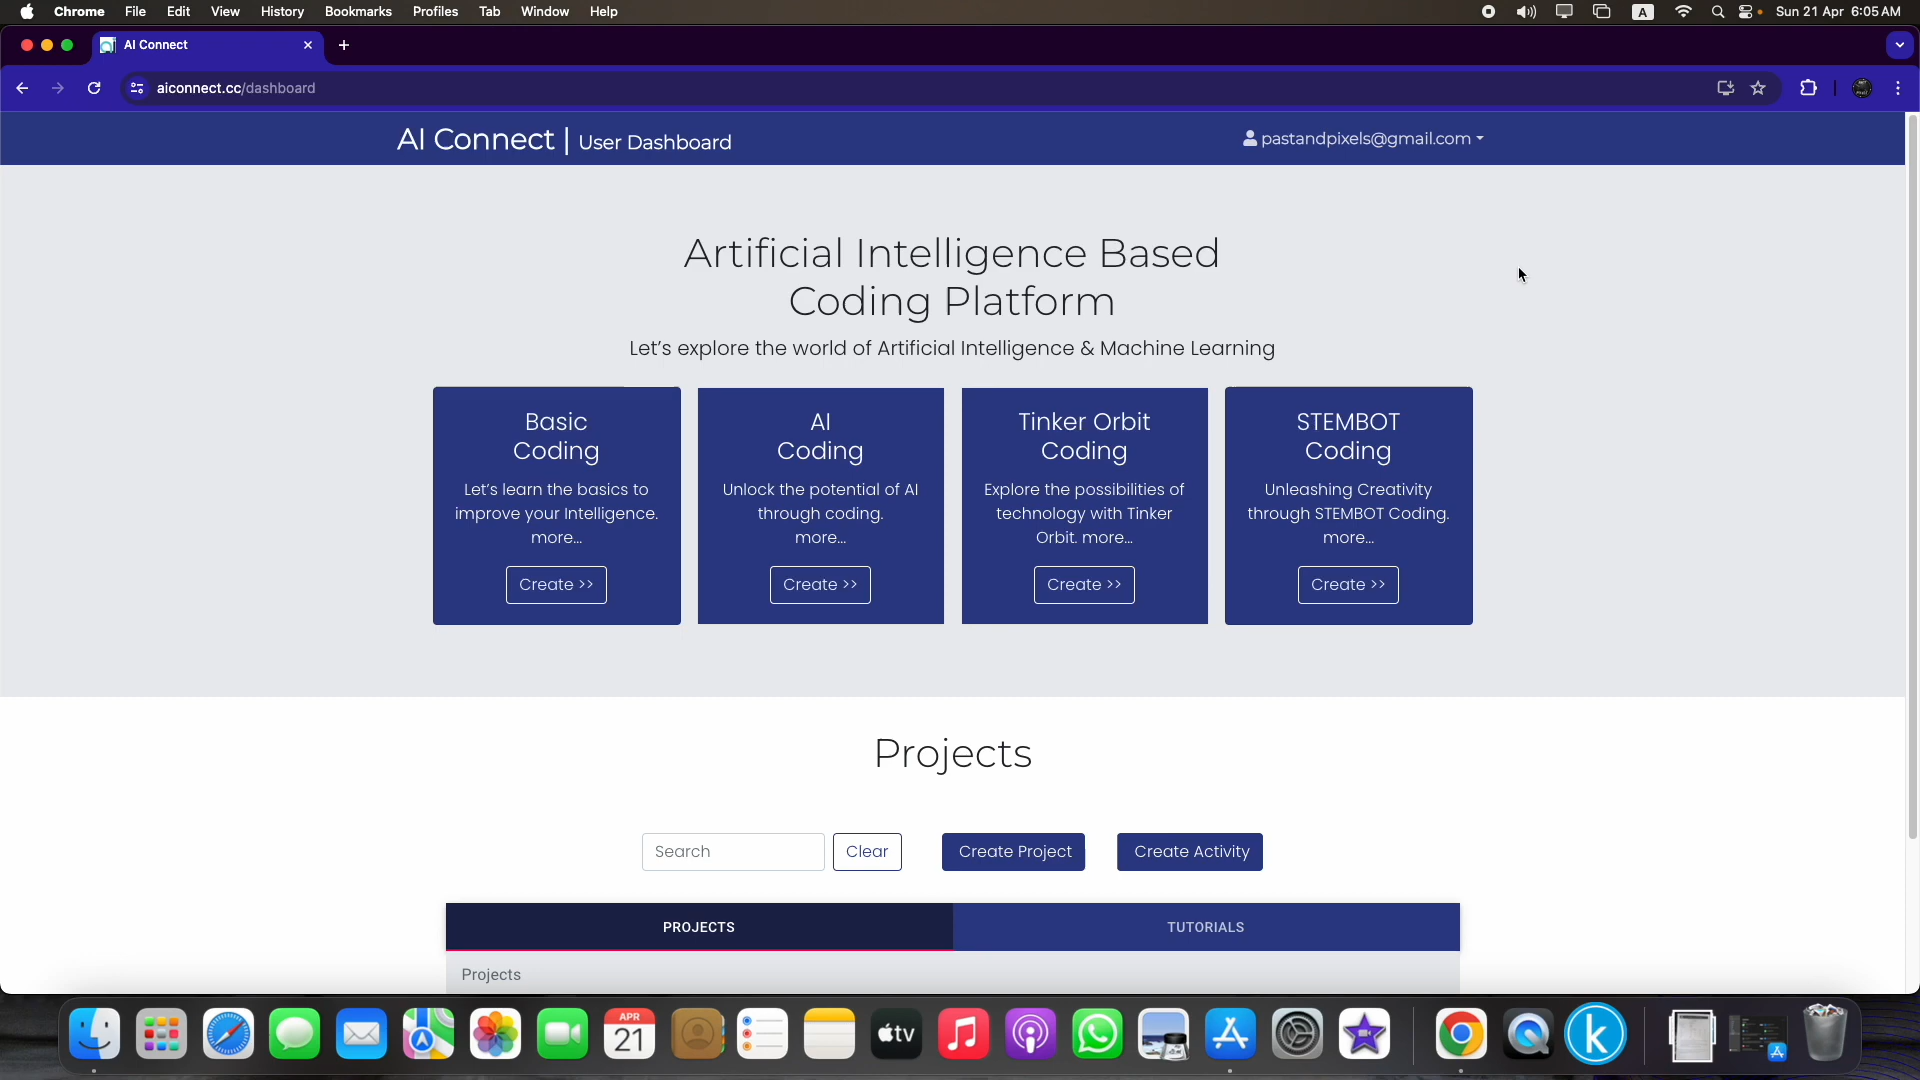 Chrome File Edit View History Bookmarks Profiles Tab Window Help
A
Sun 21 Apr 6:05 AM
AI Connect
aiconnect.cc/dashboard
AI Connect | User Dashboard
pastandpixels@gmail.com
Artificial Intelligence Based
Coding Platform
Let's explore the world of Artificial Intelligence & Machine Learning
Basic
Coding
Let's learn the basics to
improve your Intelligence.
more...
Create >>
AI
Coding
Unlock the potential of AI
through coding.
more...
Create >>
Tinker Orbit
Coding
Explore the possibilities of
technology with Tinker
Orbit. more...
Create >>
STEMBOT
Coding
Unleashing Creativity
through STEMBOT Coding.
more...
Create >>
Projects
Search
Clear
Create Project
Create Activity
PROJECTS
TUTORIALS
Projects
APR
21
tv
k